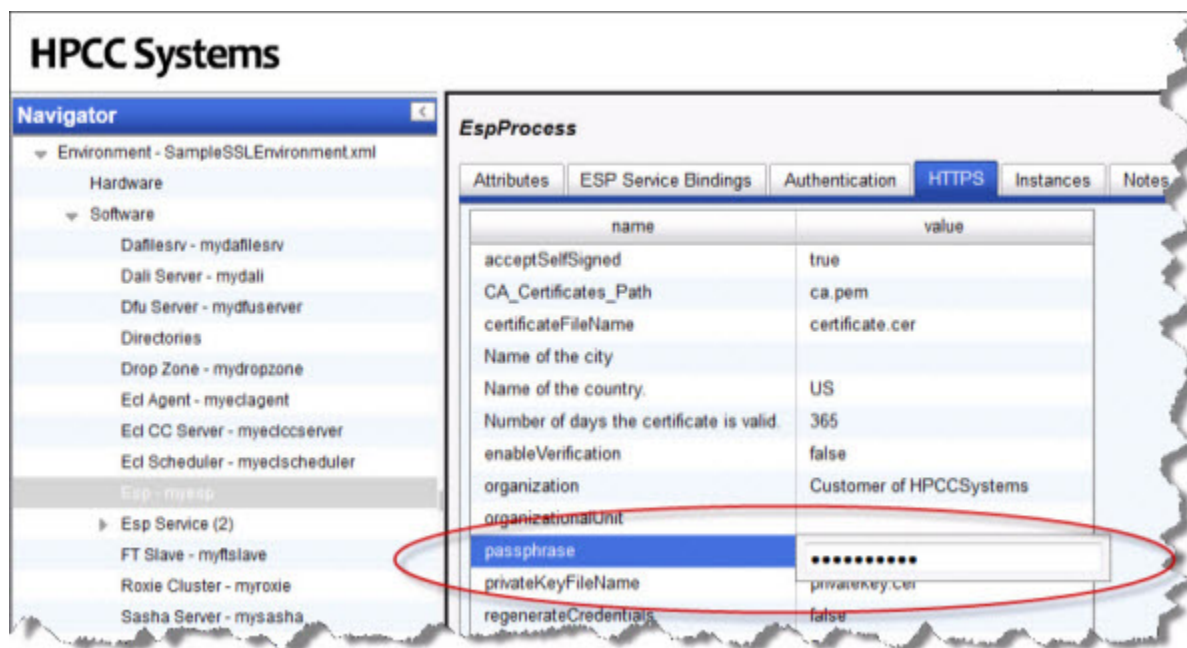 HPCC Systems
Navigator
Environment - SampleSSLEnvironment.xml
Hardware
Software
Dafilesrv - mydafilesrv
Dali Server - mydali
Dfu Server - mydfuserver
Directories
Drop Zone - mydropzone
Ecl Agent - myeclagent
Ecl CC Server - myeclccserver
Ecl Scheduler - myeclscheduler
Esp - myesp
Esp Service (2)
FT Slave - myftslave
Roxie Cluster - myroxie
Sasha Server - mysasha
EspProcess
Attributes ESP Service Bindings Authentication HTTPS Instances Notes
name value
acceptSelfSigned true
CA_Certificates_Path ca.pem
certificateFileName certificate.cer
Name of the city
Name of the country. US
Number of days the certificate is valid. 365
enableVerification false
organization Customer of HPCCSystems
organizationalUnit
passphrase ••••••••••
privateKeyFileName privateKey.cer
regenerateCredentials false